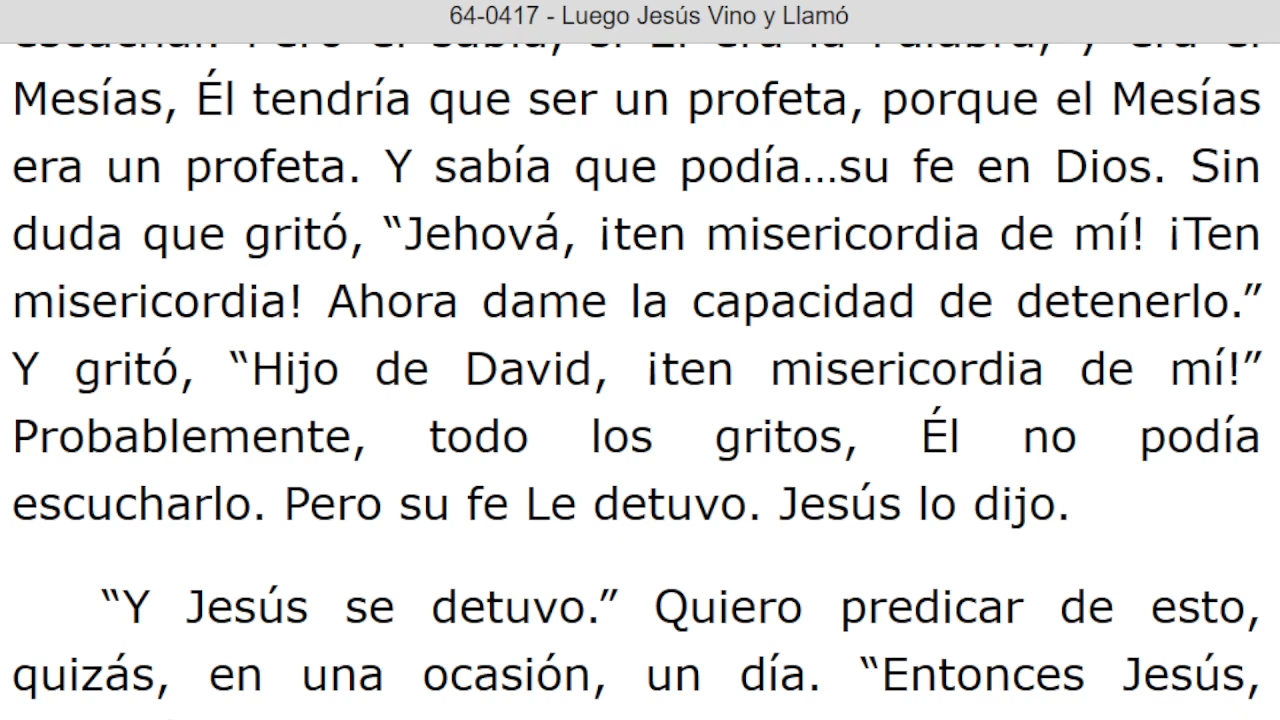 64-0417 - Luego Jesús Vino y Llamó
Mesías, Él tendría que ser un profeta, porque el Mesías
era un profeta. Y sabía que podía...su fe en Dios. Sin
duda que gritó, “Jehová, ¡ten misericordia de mí! ¡Ten
misericordia! Ahora dame la capacidad de detenerlo.”
Y gritó, “Hijo de David, ¡ten misericordia de mí!”
Probablemente, todo los gritos, Él no podía
escucharlo. Pero su fe Le detuvo. Jesús lo dijo.
“Y Jesús se detuvo.” Quiero predicar de esto,
quizás, en una ocasión, un día. “Entonces Jesús,